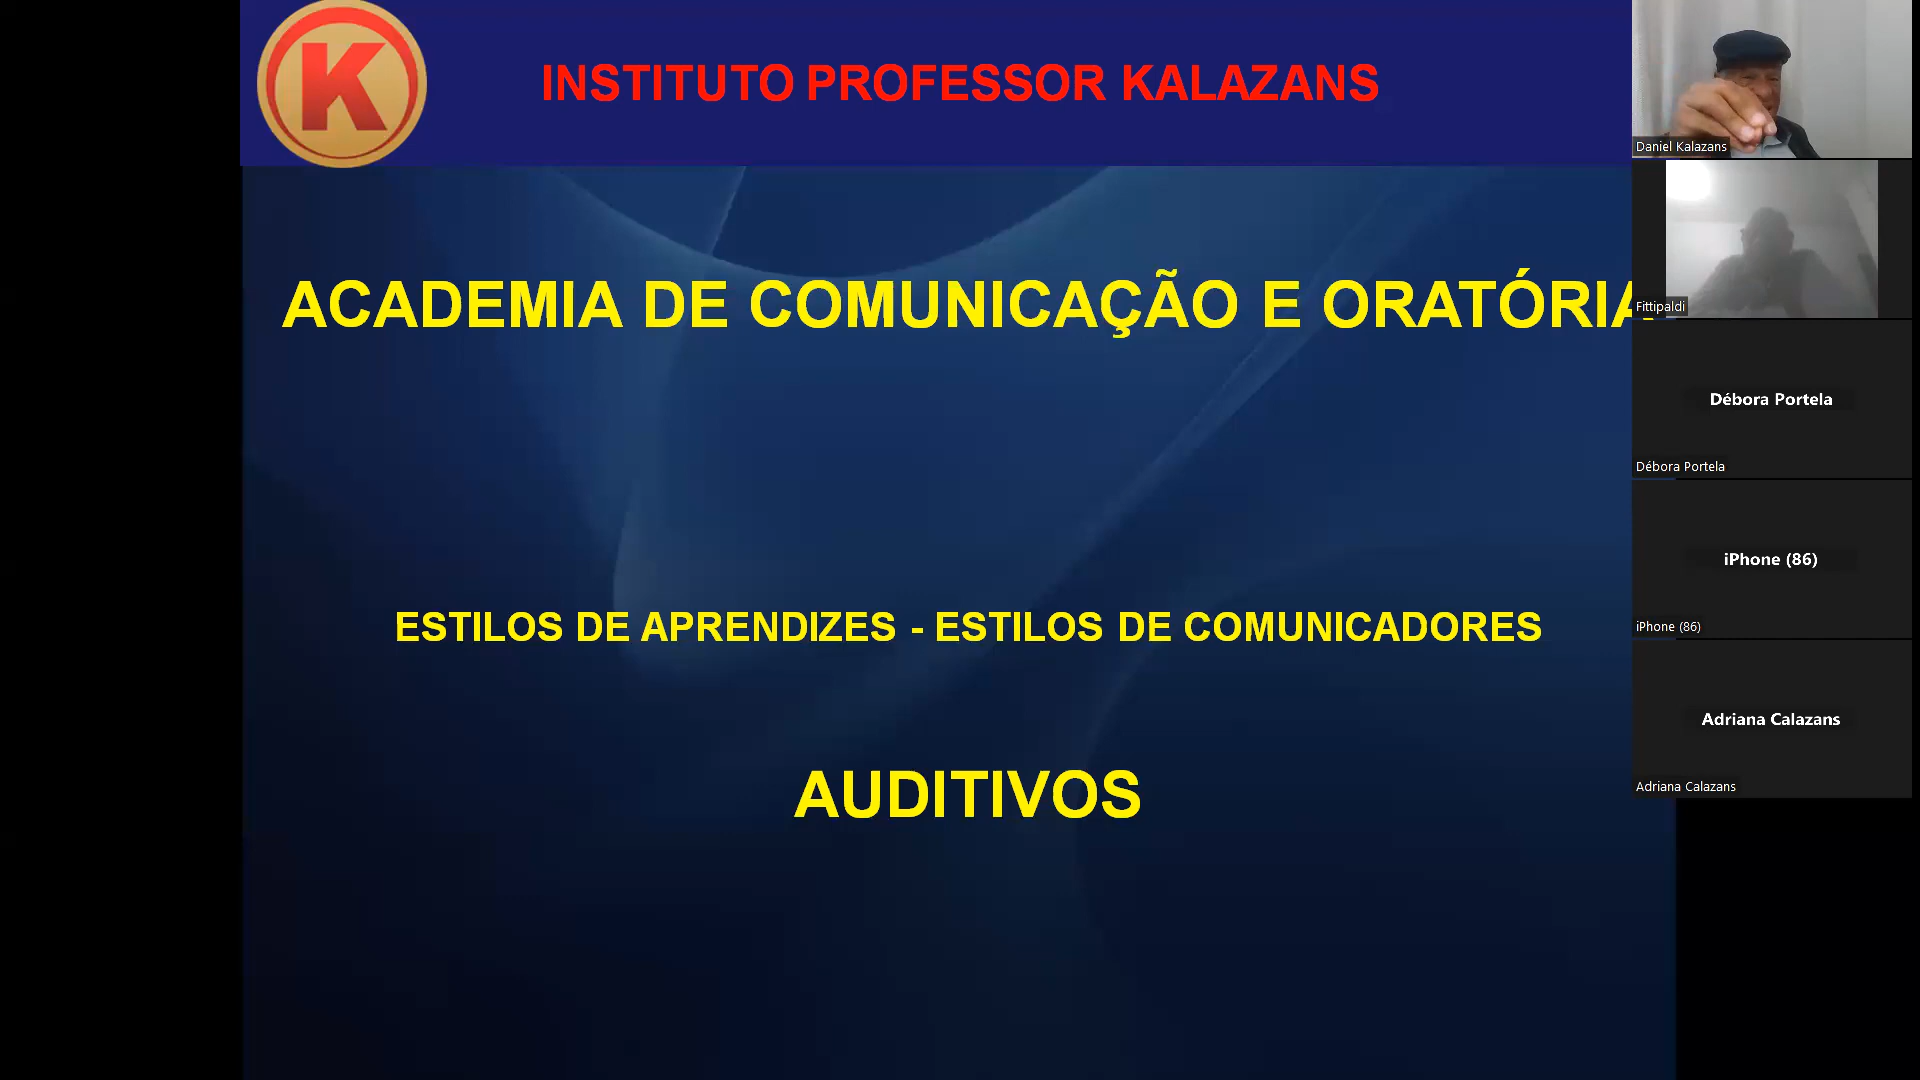 K
INSTITUTO PROFESSOR KALAZANS
ACADEMIA DE COMUNICAÇÃO E ORATÓRIA
ESTILOS DE APRENDIZES - ESTILOS DE COMUNICADORES
AUDITIVOS
Daniel Kalazans
Fittipaldi
Débora Portela
Débora Portela
iPhone (86)
iPhone (86)
Adriana Calazans
Adriana Calazans